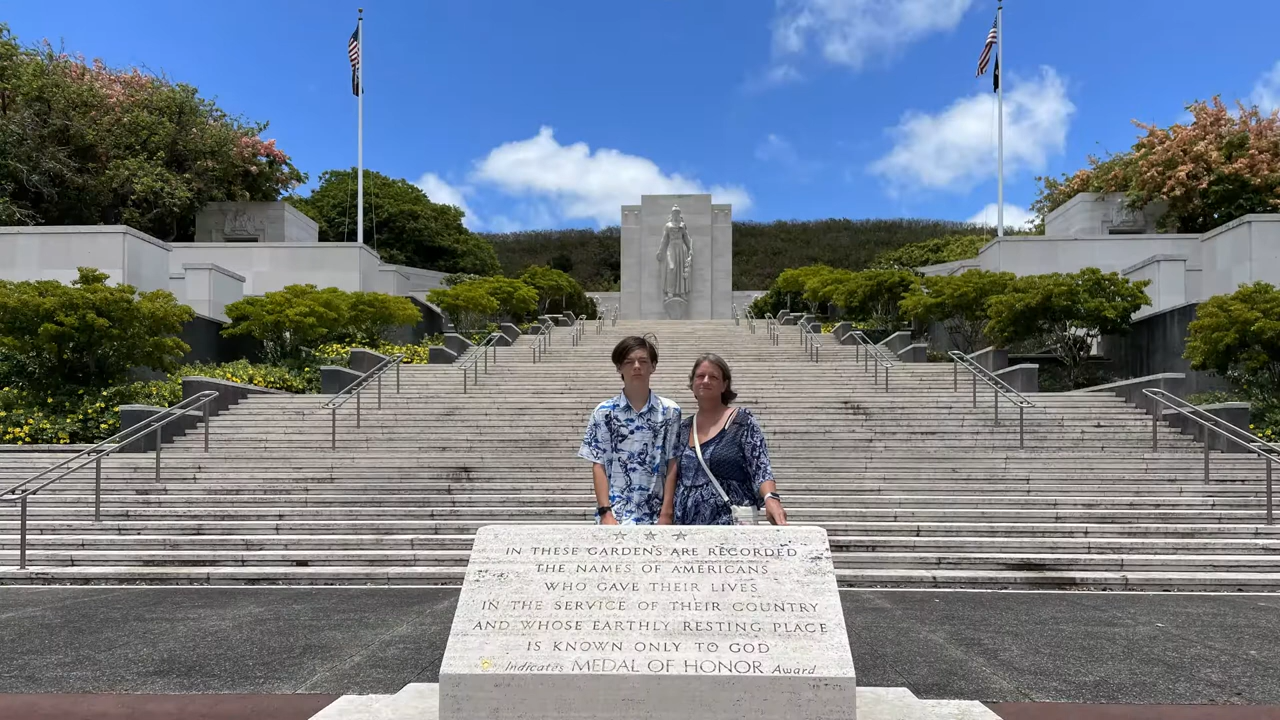 IN THESE GARDENS ARE RECORDED
THE NAMES OF AMERICANS
WHO GAVE THEIR LIVES
IN THE SERVICE OF THEIR COUNTRY
AND WHOSE EARTHLY RESTING PLACE
IS KNOWN ONLY TO GOD
Indicates MEDAL OF HONOR Award